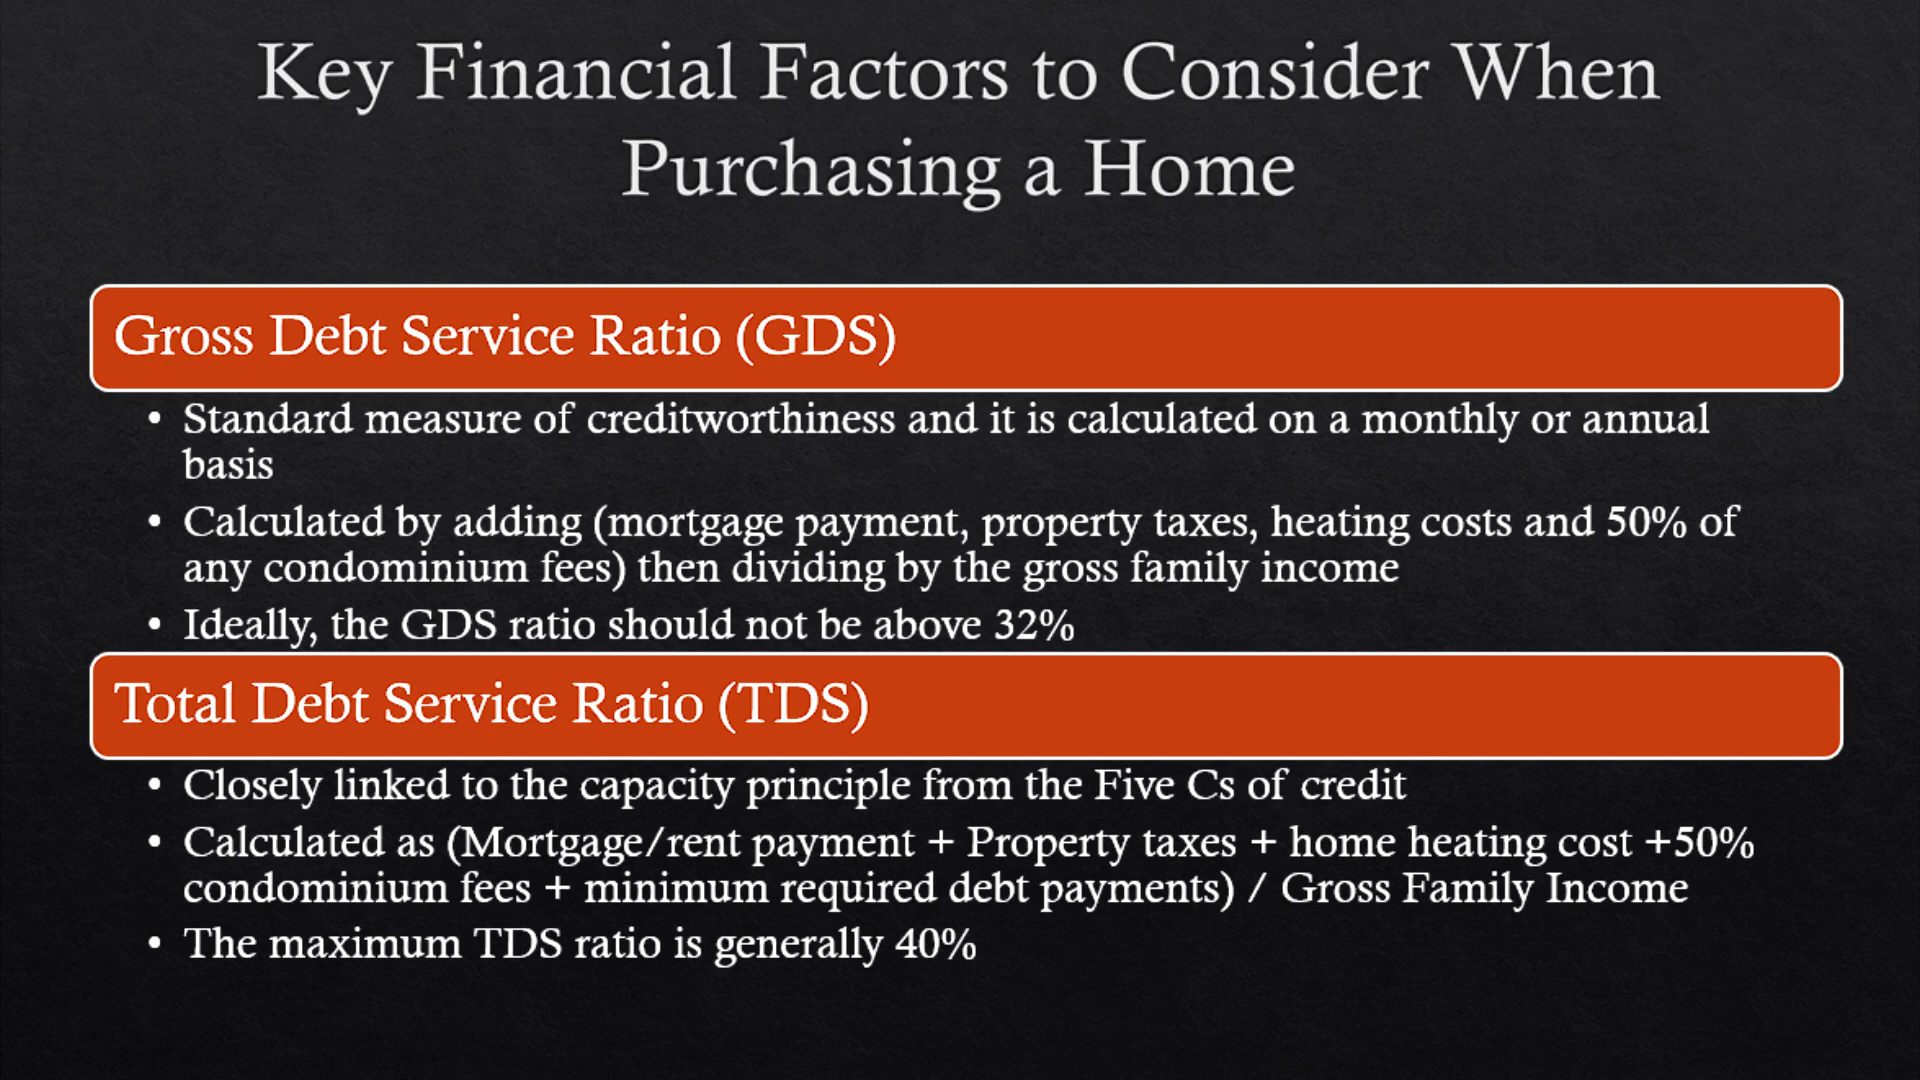 Key Financial Factors to Consider When
Purchasing a Home
Gross Debt Service Ratio (GDS)
• Standard measure of creditworthiness and it is calculated on a monthly or annual
basis
• Calculated by adding (mortgage payment, property taxes, heating costs and 50% of
any condominium fees) then dividing by the gross family income
• Ideally, the GDS ratio should not be above 32%
Total Debt Service Ratio (TDS)
• Closely linked to the capacity principle from the Five Cs of credit
• Calculated as (Mortgage/rent payment + Property taxes + home heating cost +50%
condominium fees + minimum required debt payments) / Gross Family Income
• The maximum TDS ratio is generally 40%